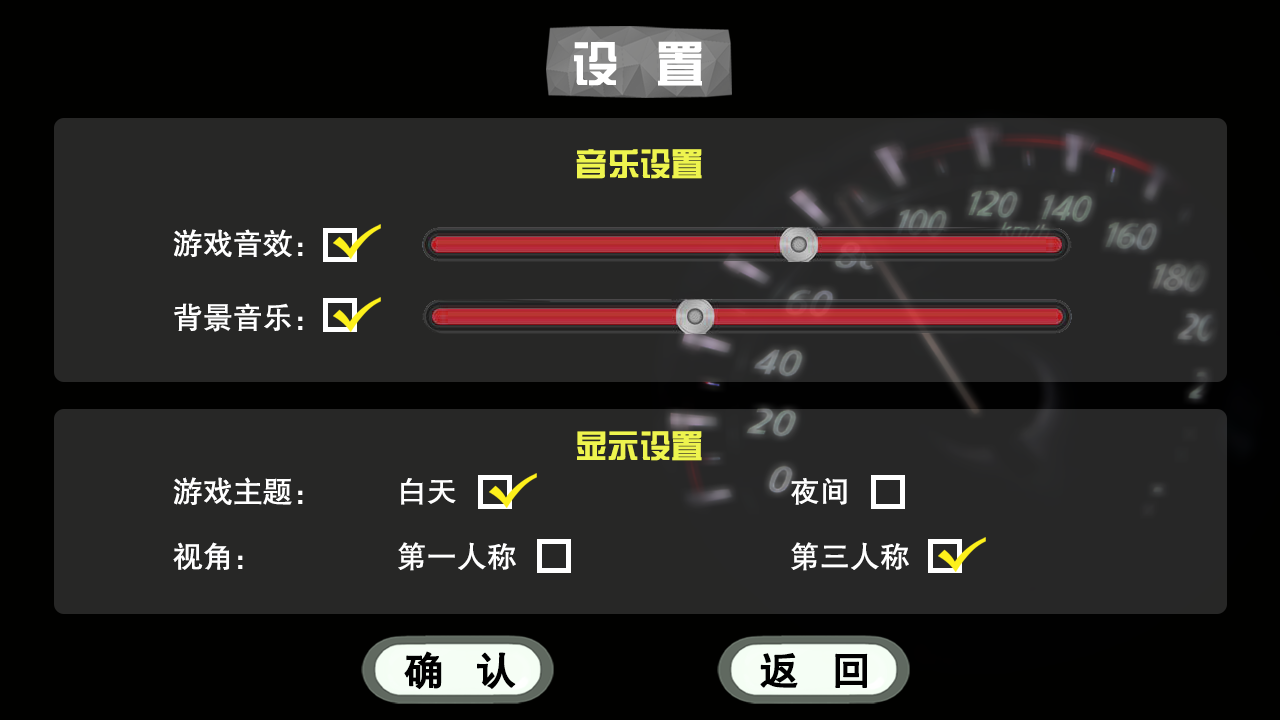 设 置
音乐设置
游戏音效：
背景音乐：
显示设置
游戏主题： 白天 夜间
视角： 第一人称 第三人称
确 认 返 回
0
20
40
60
80
100
120
140
160
180
km/h